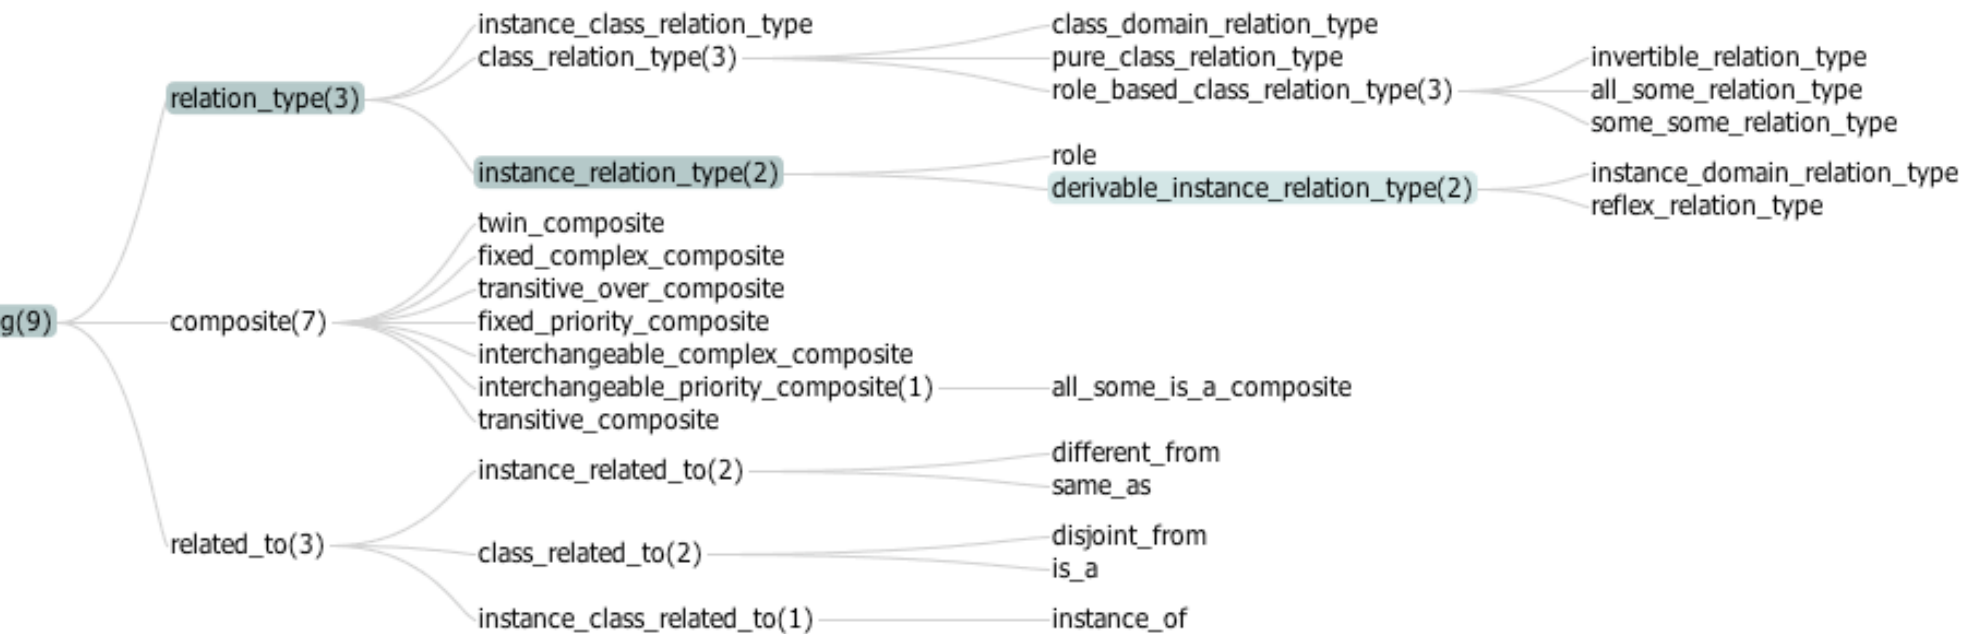 instance_class_relation_type
class_domain_relation_type
class_relation_type(3)
pure_class_relation_type
invertible_relation_type
relation_type(3)
role_based_class_relation_type(3)
all_some_relation_type
some_some_relation_type
role
instance_relation_type(2)
instance_domain_relation_type
derivable_instance_relation_type(2)
reflex_relation_type
twin_composite
fixed_complex_composite
transitive_over_composite
g(9)
composite(7)
fixed_priority_composite
interchangeable_complex_composite
interchangeable_priority_composite(1)
all_some_is_a_composite
transitive_composite
different_from
instance_related_to(2)
same_as
disjoint_from
related_to(3)
class_related_to(2)
is_a
instance_class_related_to(1)
instance_of